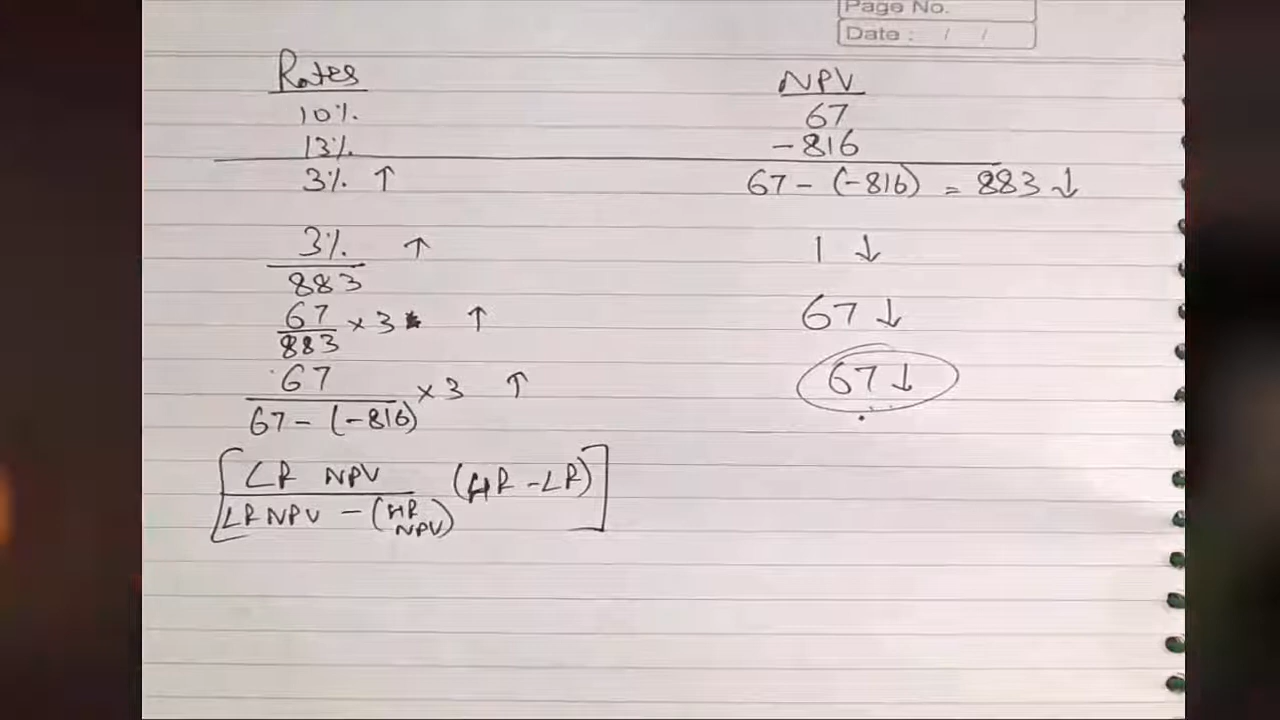 Page No.
Date : / /
Rates NPV
10% 67
13% -816
3% ↑ 67 - (-816) = 883 ↓
3%/883 ↑ 1 ↓
67/883 × 3 ↑ 67 ↓
67/67 - (-816) × 3 ↑ 67 ↓
[LR NPV/LR NPV - (HR NPV) (HR - LR)]